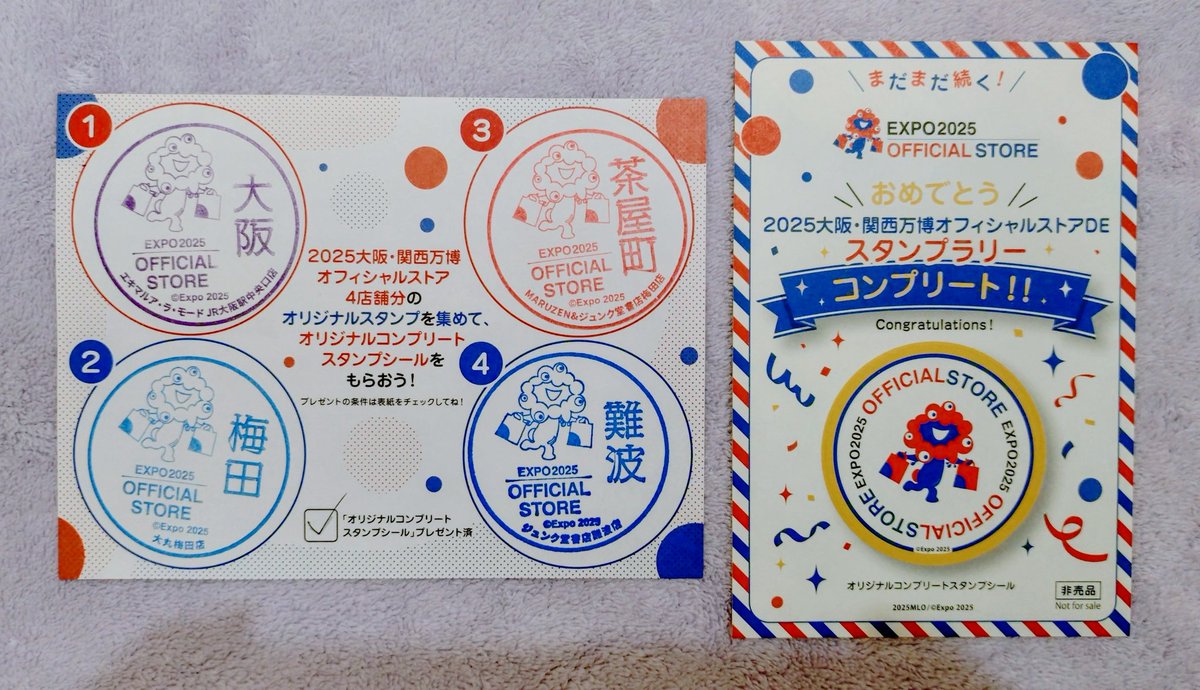 1
大阪
EXPO2025
OFFICIAL
STORE
©Expo 2025
エキマルア・ラ・モード JR大阪駅中央口店
2
梅田
EXPO2025
OFFICIAL
STORE
©Expo 2025
大丸梅田店
2025大阪・関西万博
オフィシャルストア
4店舗分の
オリジナルスタンプを集めて、
オリジナルコンプリート
スタンプシールを
もらおう!
プレゼントの条件は表紙をチェックしてね!
「オリジナルコンプリート
スタンプシール」プレゼント済
3
茶屋町
EXPO2025
OFFICIAL
STORE
©Expo 2025
MARUZEN&ジュンク堂書店梅田店
4
難波
EXPO2025
OFFICIAL
STORE
©Expo 2025
ジュンク堂書店難波店
まだまだ続く!
EXPO2025
OFFICIAL STORE
おめでとう
2025大阪・関西万博オフィシャルストアDE
スタンプラリー
コンプリート!!
Congratulations!
EXPO2025 OFFICIALSTORE EXPO2025 OFFICIALSTORE
©Expo 2025
オリジナルコンプリートスタンプシール
非売品
Not for sale
2025MLO/©Expo 2025